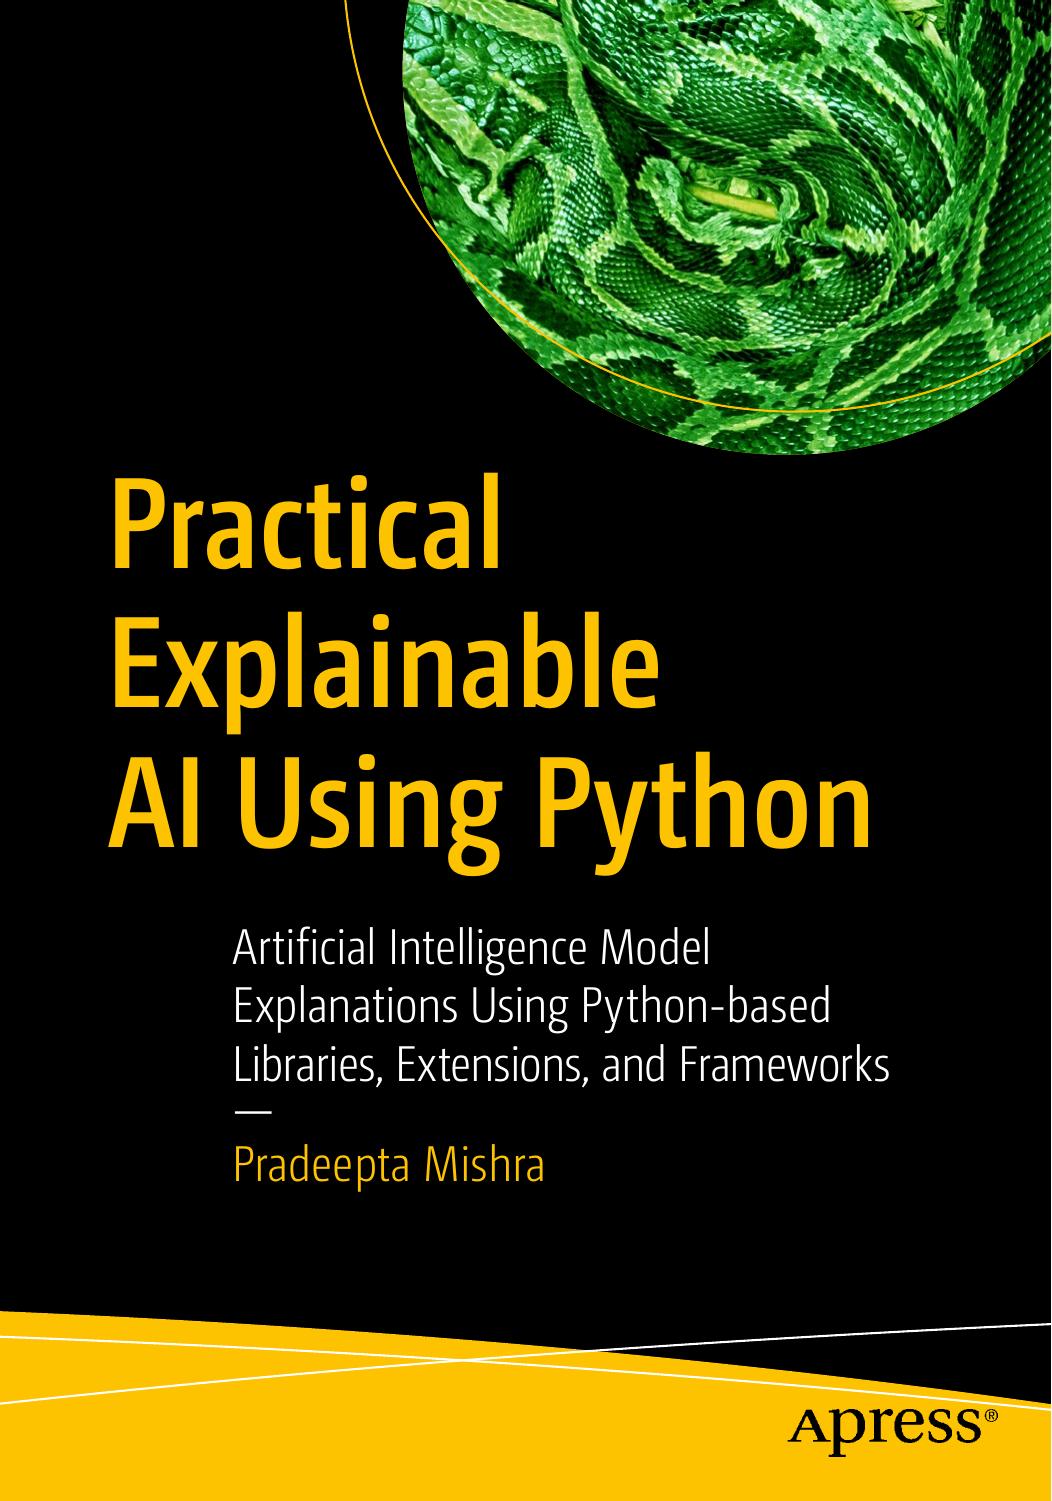 Practical
Explainable
AI Using Python
Artificial Intelligence Model
Explanations Using Python-based
Libraries, Extensions, and Frameworks
—
Pradeepta Mishra
Apress®